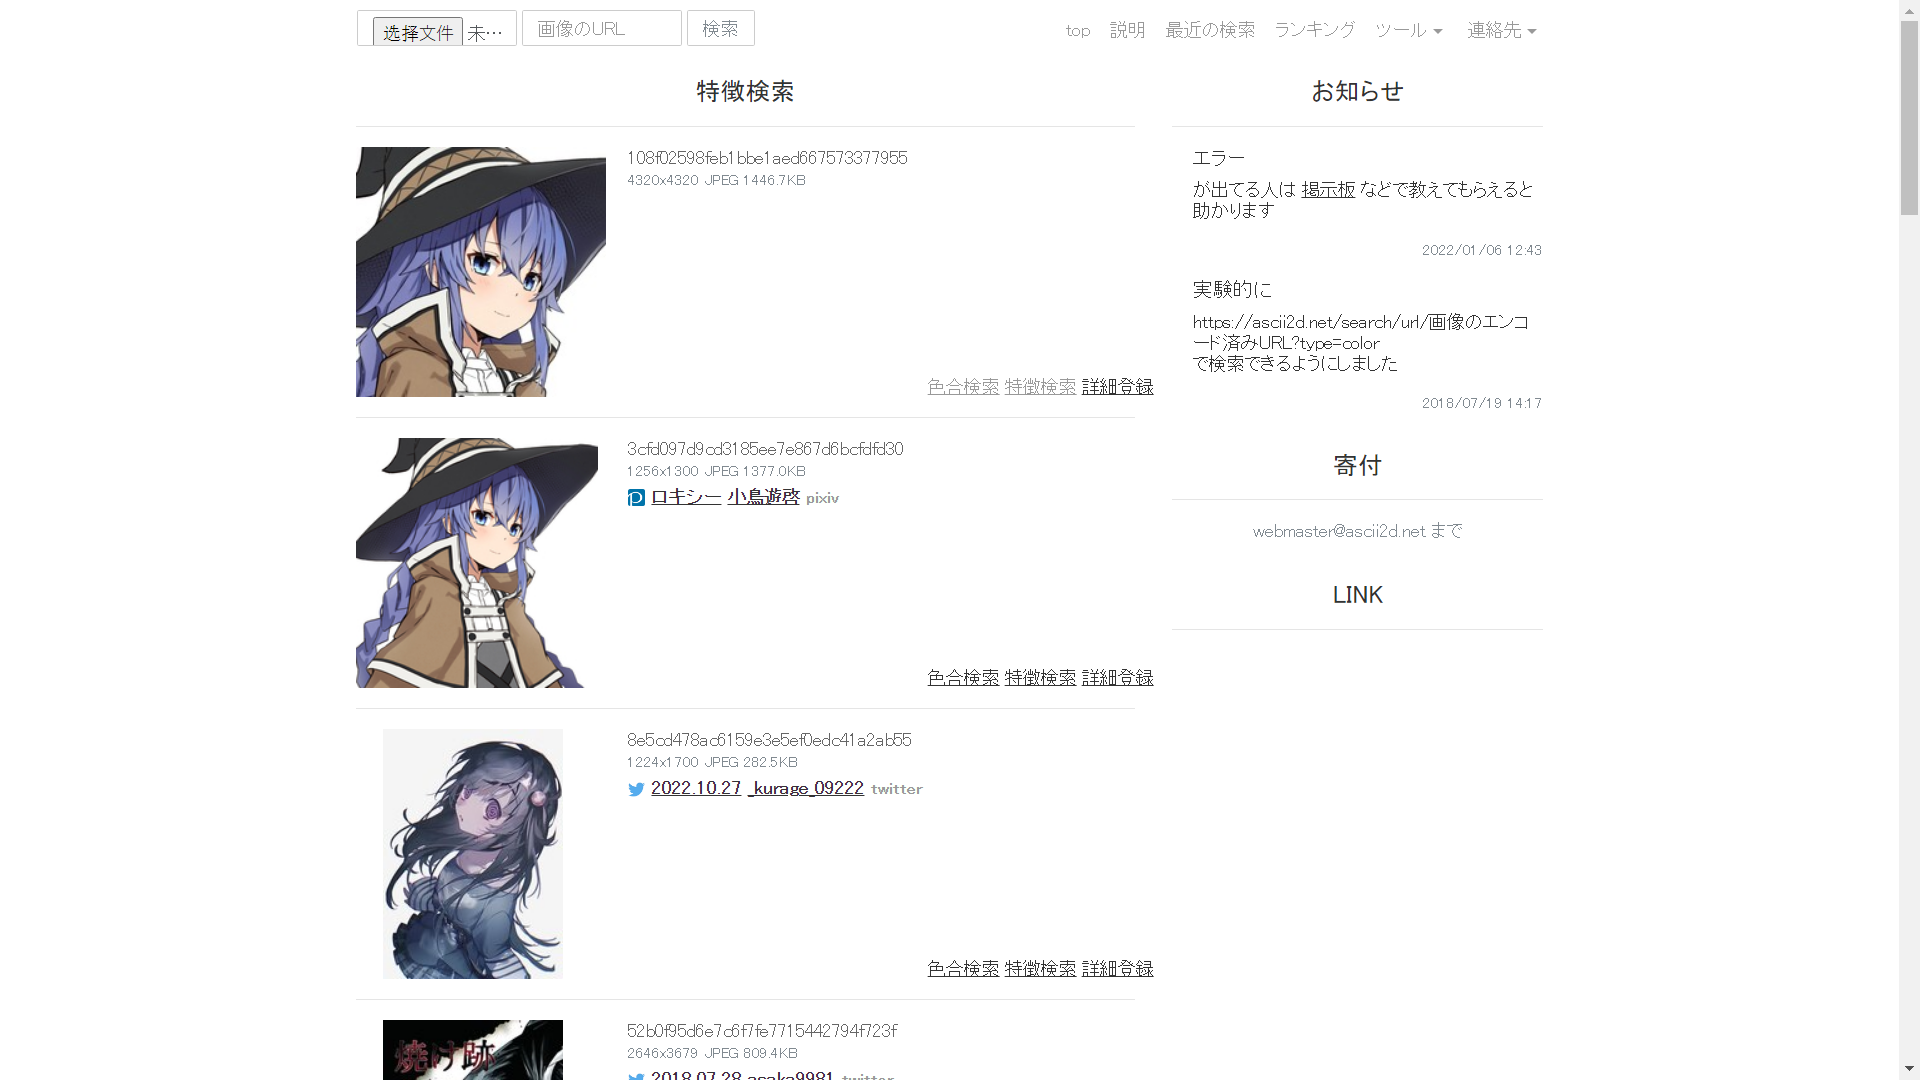 选择文件 未… 画像のURL 検索 top 説明 最近の検索 ランキング ツール 連絡先
特徴検索
108f02598feb1bbe1aed667573377955
4320x4320 JPEG 1446.7KB
色合検索 特徴検索 詳細登録
3cfd097d9cd3185ee7e867d6bcfdfd30
1256x1300 JPEG 1377.0KB
ロキシー 小鳥遊啓 pixiv
色合検索 特徴検索 詳細登録
8e5cd478ac6159e3e5ef0edc41a2ab55
1224x1700 JPEG 282.5KB
2022.10.27 _kurage_09222 twitter
色合検索 特徴検索 詳細登録
焼け跡
52b0f95d6e7c6f7fe7715442794f723f
2646x3679 JPEG 809.4KB
2018.07.28 asaka9981 twitter
お知らせ
エラー
が出てる人は 掲示板 などで教えてもらえると
助かります
2022/01/06 12:43
実験的に
https://ascii2d.net/search/url/画像のエンコ
ード済みURL?type=color
で検索できるようにしました
2018/07/19 14:17
寄付
webmaster@ascii2d.net まで
LINK